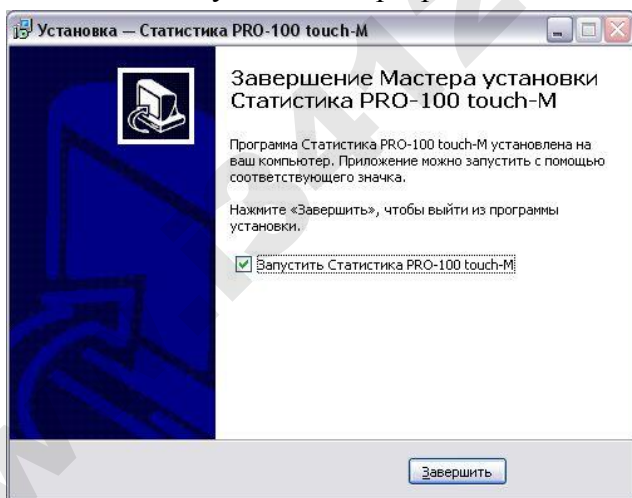 Установка — Статистика PRO-100 touch-M
Завершение Мастера установки
Статистика PRO-100 touch-M
Программа Статистика PRO-100 touch-M установлена на
ваш компьютер. Приложение можно запустить с помощью
соответствующего значка.
Нажмите «Завершить», чтобы выйти из программы
установки.
Запустить Статистика PRO-100 touch-M
Завершить